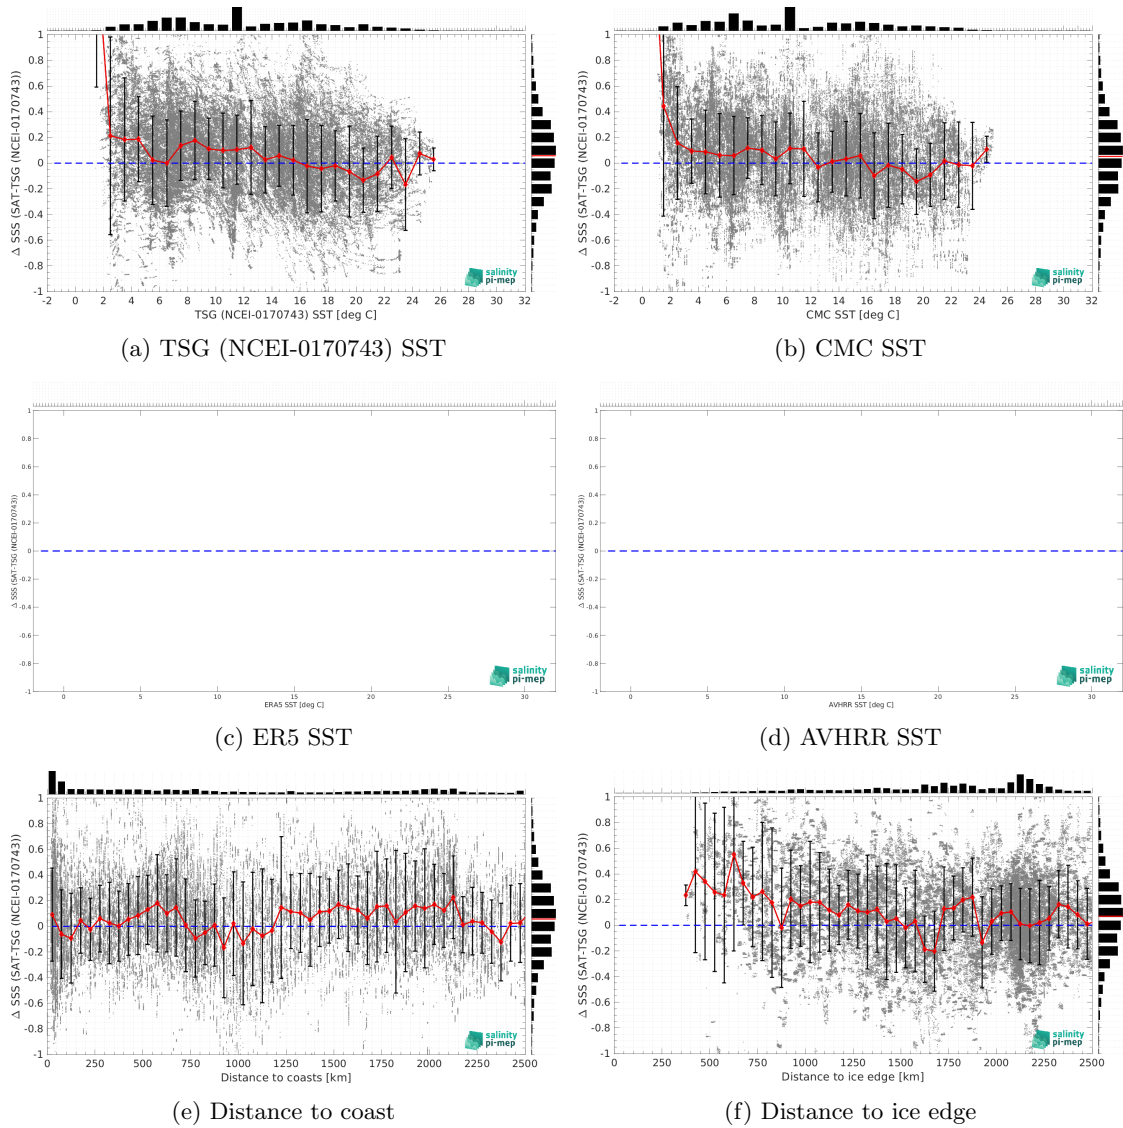 1
0.8
0.6
0.4
0.2
0
-0.2
-0.4
-0.6
-0.8
-1
Δ SSS (SAT-TSG (NCEI-0170743))
-2 0 2 4 6 8 10 12 14 16 18 20 22 24 26 28 30 32
TSG (NCEI-0170743) SST [deg C]
salinity
pi-mep
(a) TSG (NCEI-0170743) SST
1
0.8
0.6
0.4
0.2
0
-0.2
-0.4
-0.6
-0.8
-1
Δ SSS (SAT-TSG (NCEI-0170743))
-2 0 2 4 6 8 10 12 14 16 18 20 22 24 26 28 30 32
CMC SST [deg C]
salinity
pi-mep
(b) CMC SST
1
0.8
0.6
0.4
0.2
0
-0.2
-0.4
-0.6
-0.8
-1
Δ SSS (SAT-TSG (NCEI-0170743))
0 5 10 15 20 25 30
ERA5 SST [deg C]
salinity
pi-mep
(c) ER5 SST
1
0.8
0.6
0.4
0.2
0
-0.2
-0.4
-0.6
-0.8
-1
Δ SSS (SAT-TSG (NCEI-0170743))
0 5 10 15 20 25 30
AVHRR SST [deg C]
salinity
pi-mep
(d) AVHRR SST
1
0.8
0.6
0.4
0.2
0
-0.2
-0.4
-0.6
-0.8
-1
Δ SSS (SAT-TSG (NCEI-0170743))
0 250 500 750 1000 1250 1500 1750 2000 2250 2500
Distance to coasts [km]
salinity
pi-mep
(e) Distance to coast
1
0.8
0.6
0.4
0.2
0
-0.2
-0.4
-0.6
-0.8
-1
Δ SSS (SAT-TSG (NCEI-0170743))
0 250 500 750 1000 1250 1500 1750 2000 2250 2500
Distance to ice edge [km]
salinity
pi-mep
(f) Distance to ice edge